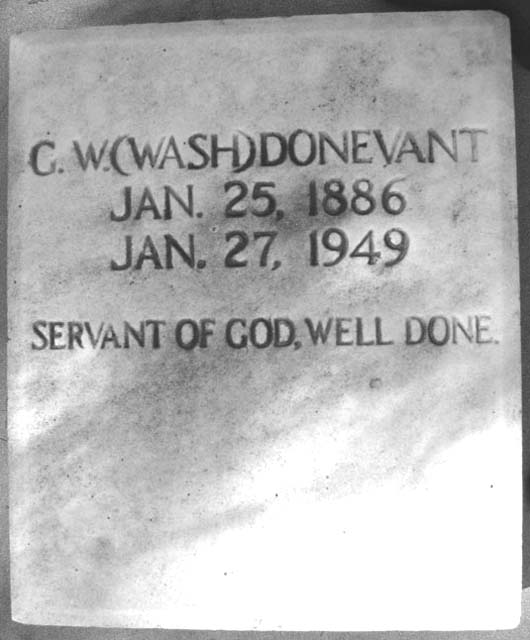 G. W. (WASH) DONEVANT
JAN. 25, 1886
JAN. 27, 1949
SERVANT OF GOD, WELL DONE.